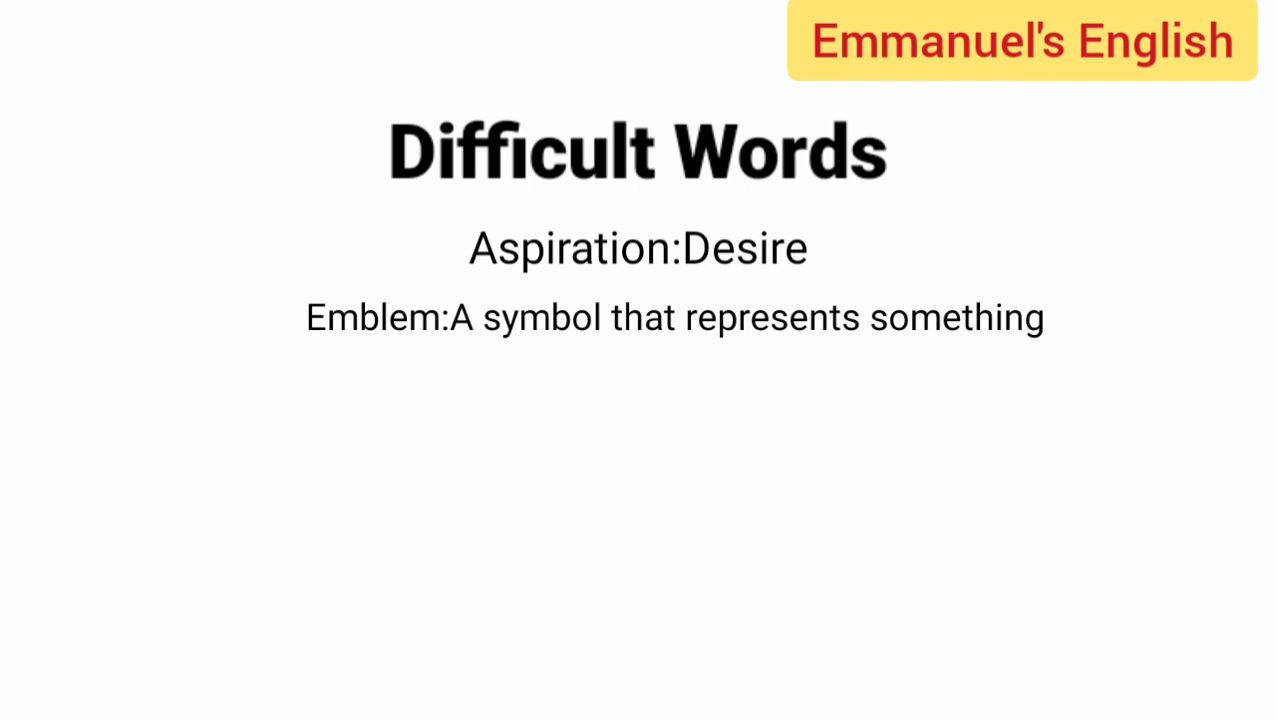 Emmanuel's English
Difficult Words
Aspiration:Desire
Emblem:A symbol that represents something